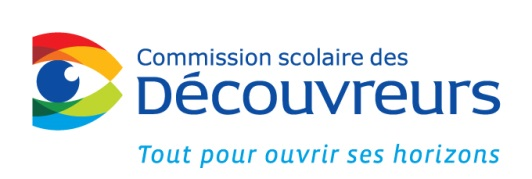 Commission scolaire des
Découvreurs
Tout pour ouvrir ses horizons